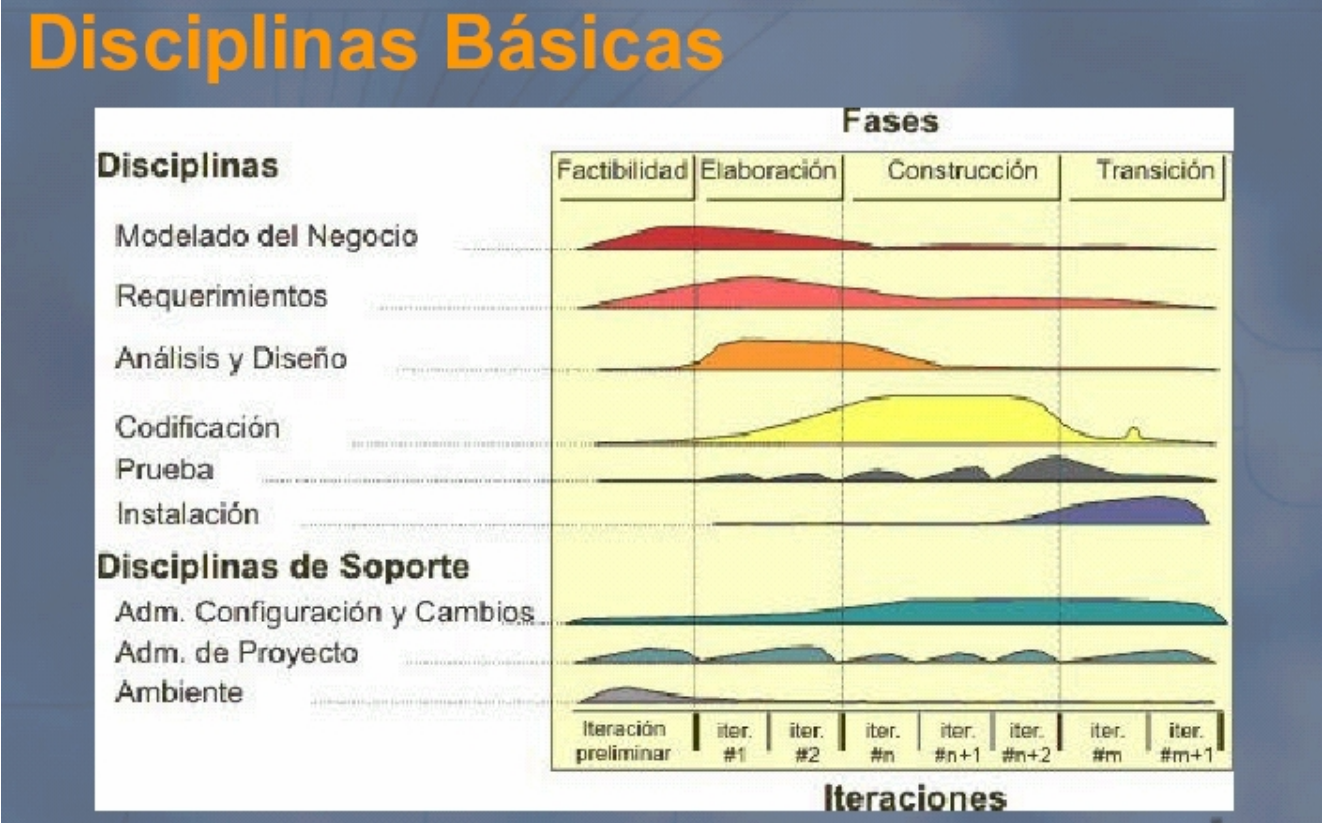 Disciplinas Básicas
Fases
Disciplinas
Factibilidad
Elaboración
Construcción
Transición
Modelado del Negocio
Requerimientos
Análisis y Diseño
Codificación
Prueba
Instalación
Disciplinas de Soporte
Adm. Configuración y Cambios
Adm. de Proyecto
Ambiente
Iteración
preliminar
iter.
#1
iter.
#2
iter.
#n
iter.
#n+1
iter.
#n+2
iter.
#m
iter.
#m+1
Iteraciones